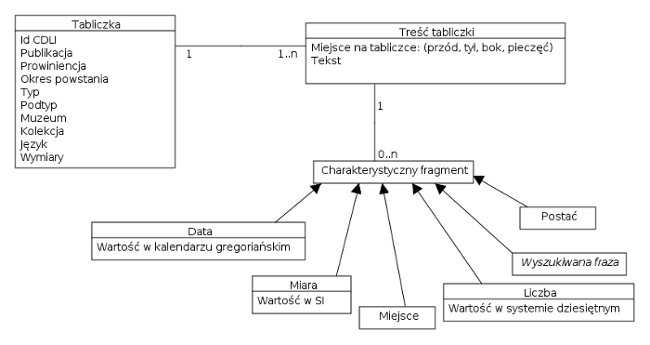 Tabliczka
Id CDLI
Publikacja
Prowiniencja
Okres powstania
Typ
Podtyp
Muzeum
Kolekcja
Język
Wymiary
1
1..n
Treść tabliczki
Miejsce na tabliczce: (przód, tył, bok, pieczęć)
Tekst
1
0..n
Charakterystyczny fragment
Data
Wartość w kalendarzu gregoriańskim
Miara
Wartość w SI
Miejsce
Liczba
Wartość w systemie dziesiętnym
Wyszukiwana fraza
Postać